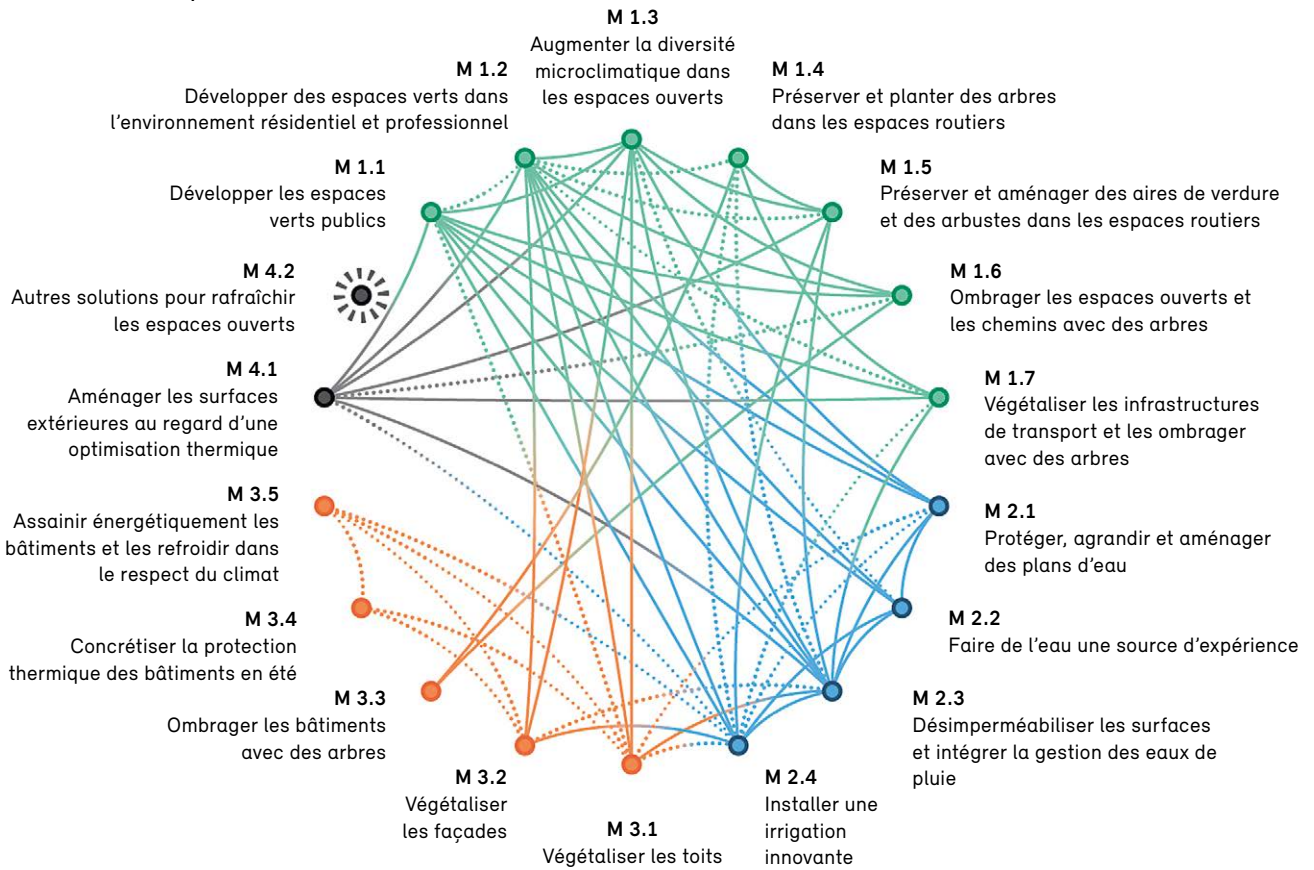 M 1.3
Augmenter la diversité
microclimatique dans
les espaces ouverts
M 1.2
Développer des espaces verts dans
l'environnement résidentiel et professionnel
M 1.4
Préserver et planter des arbres
dans les espaces routiers
M 1.1
Développer les espaces
verts publics
M 1.5
Préserver et aménager des aires de verdure
et des arbustes dans les espaces routiers
M 4.2
Autres solutions pour rafraîchir
les espaces ouverts
M 1.6
Ombrager les espaces ouverts et
les chemins avec des arbres
M 4.1
Aménager les surfaces
extérieures au regard d'une
optimisation thermique
M 1.7
Végétaliser les infrastructures
de transport et les ombrager
avec des arbres
M 3.5
Assainir énergétiquement les
bâtiments et les refroidir dans
le respect du climat
M 2.1
Protéger, agrandir et aménager
des plans d'eau
M 3.4
Concrétiser la protection
thermique des bâtiments en été
M 2.2
Faire de l'eau une source d'expérience
M 3.3
Ombrager les bâtiments
avec des arbres
M 2.3
Désimperméabiliser les surfaces
et intégrer la gestion des eaux de
pluie
M 3.2
Végétaliser
les façades
M 3.1
Végétaliser les toits
M 2.4
Installer une
irrigation
innovante